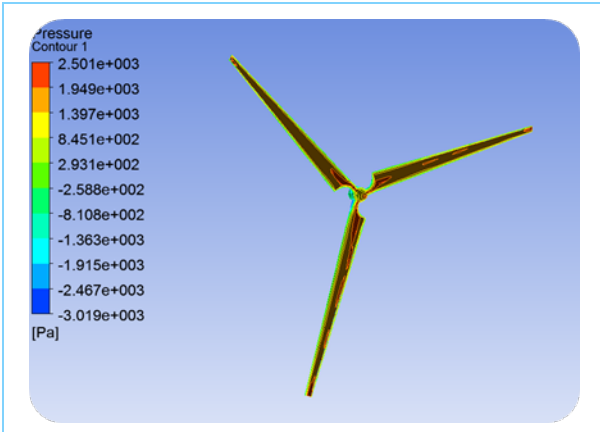 Pressure
Contour 1
2.501e+003
1.949e+003
1.397e+003
8.451e+002
2.931e+002
-2.588e+002
-8.108e+002
-1.363e+003
-1.915e+003
-2.467e+003
-3.019e+003
[Pa]